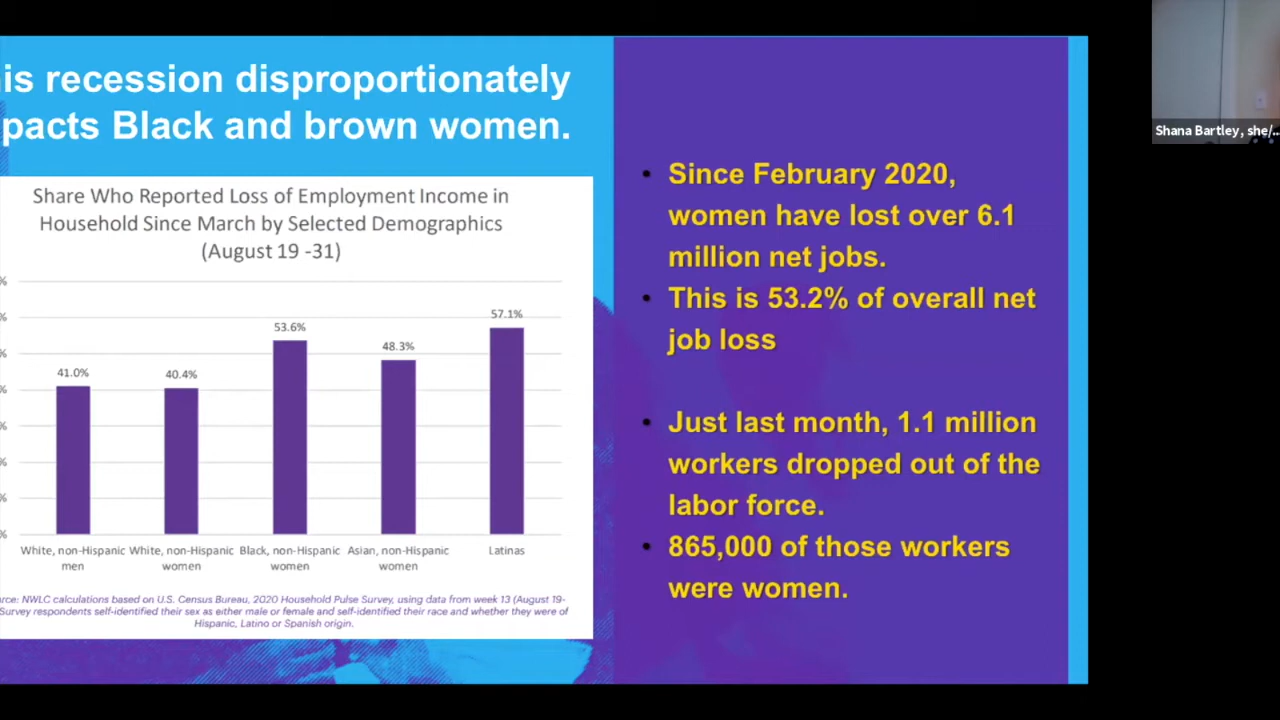 is recession disproportionately
pacts Black and brown women.
Share Who Reported Loss of Employment Income in
Household Since March by Selected Demographics
(August 19 -31)
%
%
%
%
%
%
%
%
41.0%
40.4%
53.6%
48.3%
57.1%
White, non-Hispanic men
White, non-Hispanic women
Black, non-Hispanic women
Asian, non-Hispanic women
Latinas
rce: NWLC calculations based on U.S. Census Bureau, 2020 Household Pulse Survey, using data from week 13 (August 19-
Survey respondents self-identified their sex as either male or female and self-identified their race and whether they were of
Hispanic, Latino or Spanish origin.
• Since February 2020,
women have lost over 6.1
million net jobs.
• This is 53.2% of overall net
job loss
• Just last month, 1.1 million
workers dropped out of the
labor force.
• 865,000 of those workers
were women.
Shana Bartley, she/...